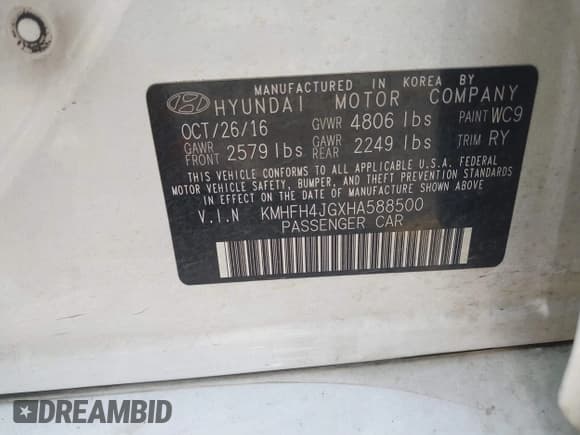 MANUFACTURED IN KOREA BY
HYUNDAI MOTOR COMPANY
OCT/26/16 GVWR 4806 lbs PAINT WC9
GAWR FRONT 2579 lbs GAWR REAR 2249 lbs TRIM RY
THIS VEHICLE CONFORMS TO ALL APPLICABLE U.S.A. FEDERAL
MOTOR VEHICLE SAFETY, BUMPER, AND THEFT PREVENTION STANDARDS
IN EFFECT ON THE DATE OF MANUFACTURE SHOWN ABOVE.
V.I.N KMHFH4JGXHA588500
PASSENGER CAR
DREAMBID